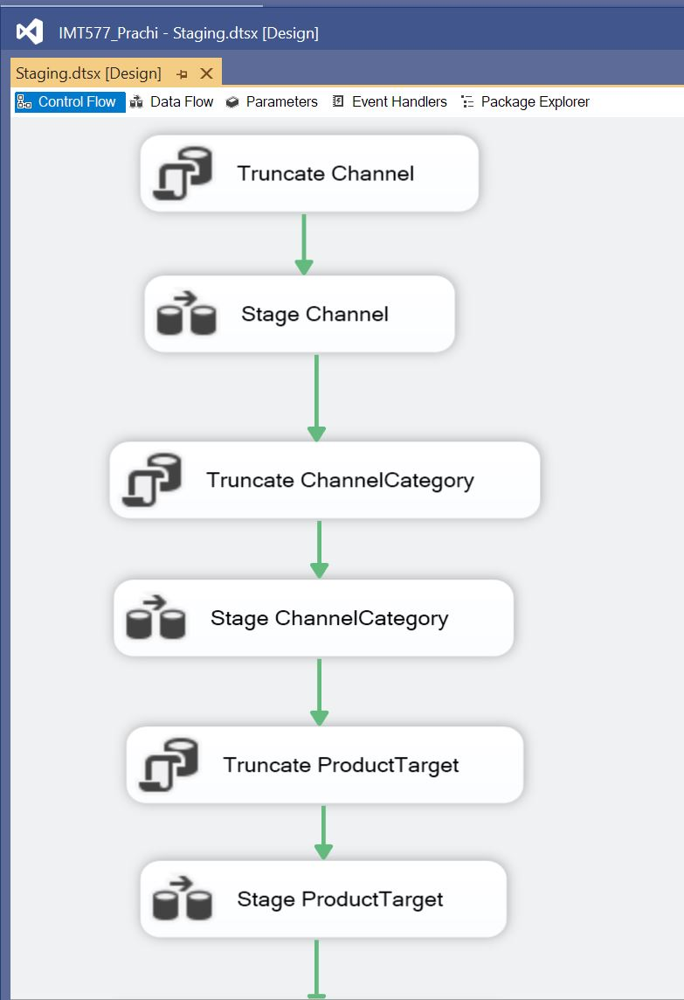 IMT577_Prachi - Staging.dtsx [Design]
Staging.dtsx [Design]
Control Flow Data Flow Parameters Event Handlers Package Explorer
Truncate Channel
Stage Channel
Truncate ChannelCategory
Stage ChannelCategory
Truncate ProductTarget
Stage ProductTarget